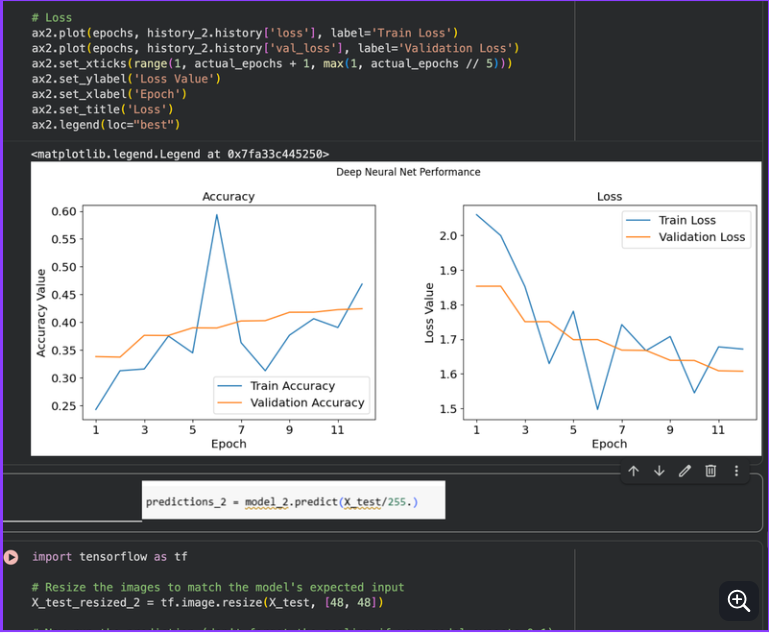 # Loss
ax2.plot(epochs, history_2.history['loss'], label='Train Loss')
ax2.plot(epochs, history_2.history['val_loss'], label='Validation Loss')
ax2.set_xticks(range(1, actual_epochs + 1, max(1, actual_epochs // 5)))
ax2.set_ylabel('Loss Value')
ax2.set_xlabel('Epoch')
ax2.set_title('Loss')
ax2.legend(loc="best")
<matplotlib.legend.Legend at 0x7fa33c445250>
Deep Neural Net Performance
Accuracy
0.60
0.55
0.50
0.45
0.40
0.35
0.30
0.25
Accuracy Value
Train Accuracy
Validation Accuracy
1 3 5 7 9 11
Epoch
Loss
2.0
1.9
1.8
1.7
1.6
1.5
Loss Value
Train Loss
Validation Loss
1 3 5 7 9 11
Epoch
predictions_2 = model_2.predict(X_test/255.)
import tensorflow as tf
# Resize the images to match the model's expected input
X_test_resized_2 = tf.image.resize(X_test, [48, 48])